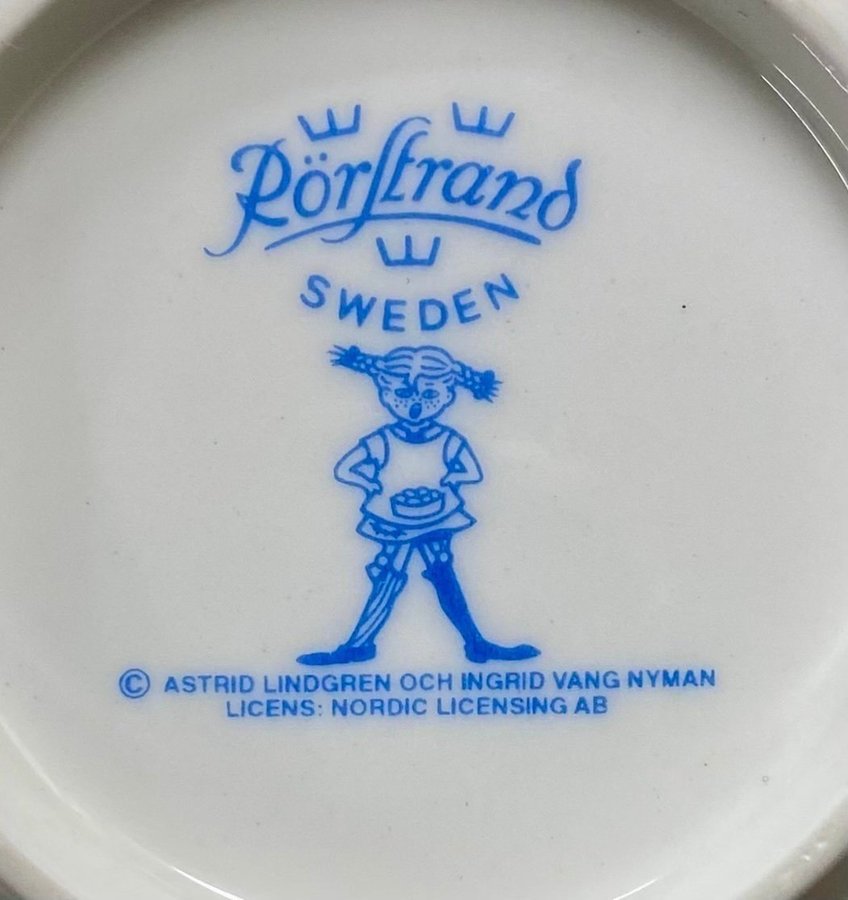 Rörstrand
SWEDEN
© ASTRID LINDGREN OCH INGRID VANG NYMAN
LICENS: NORDIC LICENSING AB